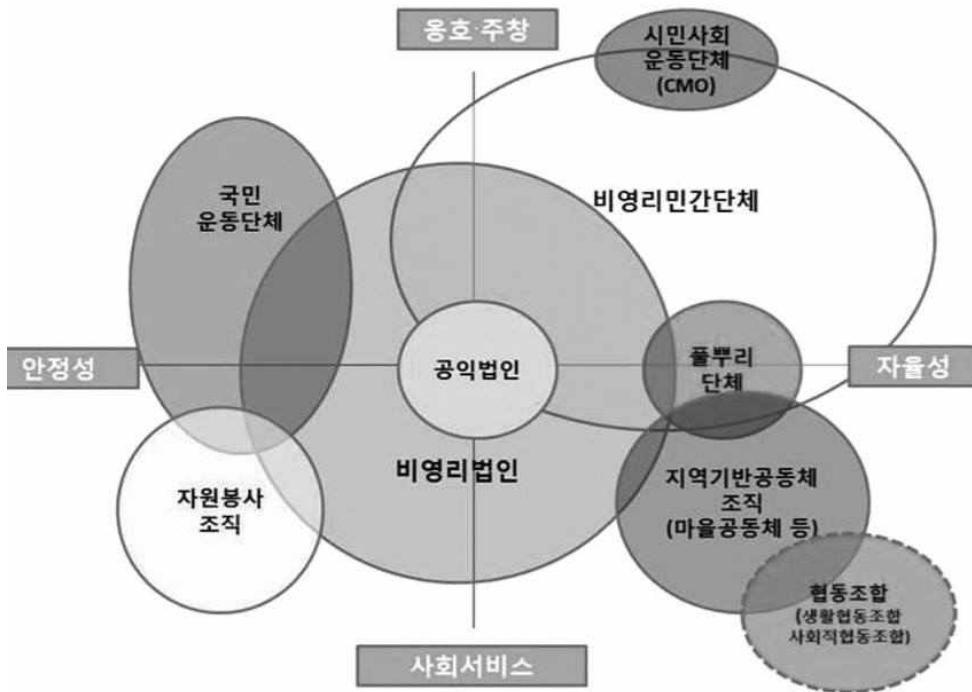 옹호·주창
시민사회
운동단체
(CMO)
국민
운동단체
비영리민간단체
안정성
공익법인
풀뿌리
단체
자율성
비영리법인
자원봉사
조직
지역기반공동체
조직
(마을공동체 등)
협동조합
(생활협동조합
사회적협동조합)
사회서비스